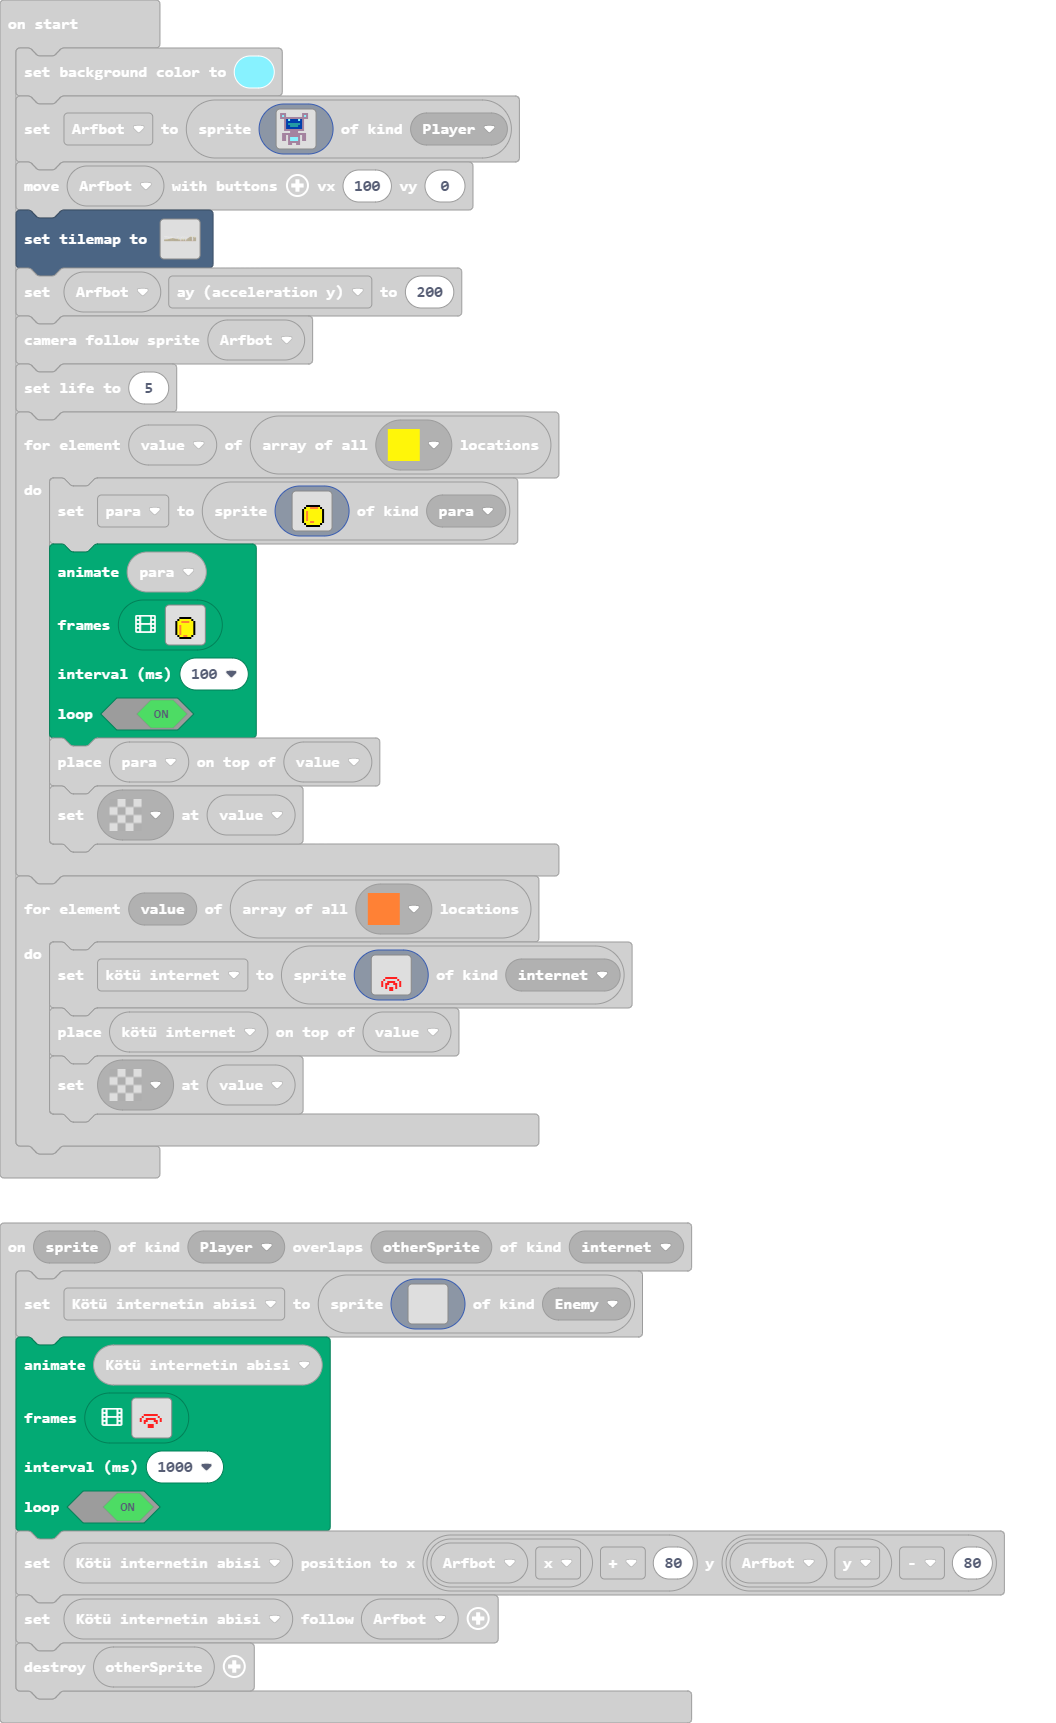 on start
set background color to
set Arfbot to sprite of kind Player
move Arfbot with buttons vx 100 vy 0
set tilemap to
set Arfbot ay (acceleration y) to 200
camera follow sprite Arfbot
set life to 5
for element value of array of all locations
do
set para to sprite of kind para
animate para
frames
interval (ms) 100
loop ON
place para on top of value
set at value
for element value of array of all locations
do
set kötü internet to sprite of kind internet
place kötü internet on top of value
set at value
on sprite of kind Player overlaps otherSprite of kind internet
set Kötü internetin abisi to sprite of kind Enemy
animate Kötü internetin abisi
frames
interval (ms) 1000
loop ON
set Kötü internetin abisi position to x Arfbot x + 80 y Arfbot y - 80
set Kötü internetin abisi follow Arfbot
destroy otherSprite